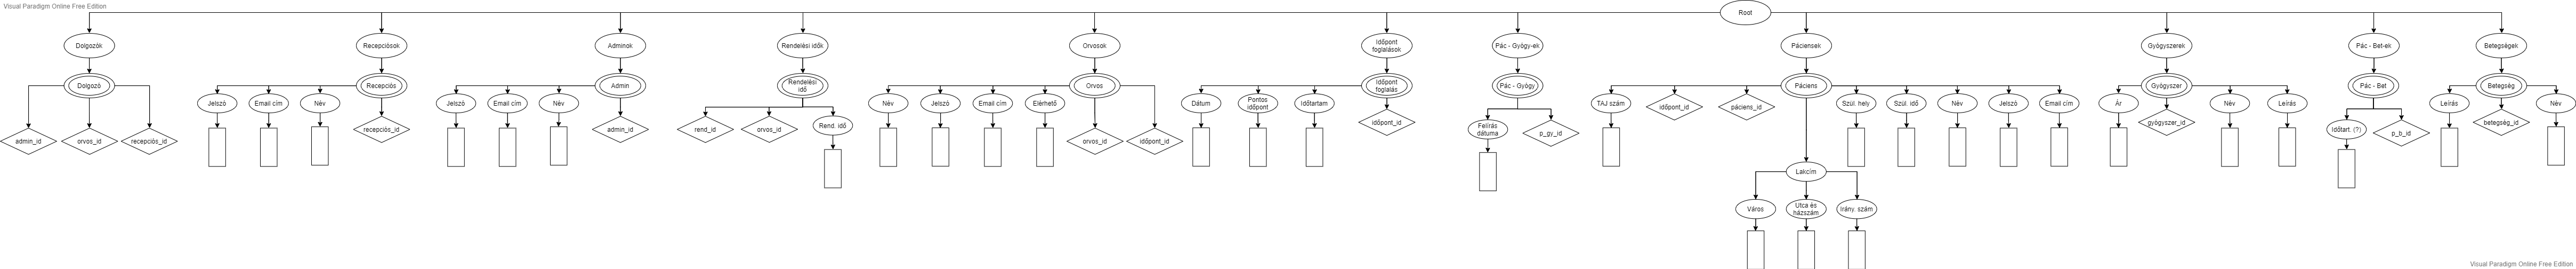 Visual Paradigm Online Free Edition
Root
Dolgozók
Recepciósok
Adminok
Rendelési idők
Orvosok
Időpont
foglalások
Pác - Gyógy-ek
Páciensek
Gyógyszerek
Pác - Bet-ek
Betegségek
Dolgozó
Recepciós
Admin
Rendelési
idő
Orvos
Időpont
foglalás
Pác - Gyógy
Páciens
Gyógyszer
Pác - Bet
Betegség
Jelszó
Email cím
Név
Jelszó
Email cím
Név
Név
Jelszó
Email cím
Elérhető
Dátum
Pontos
időpont
Időtartam
TAJ szám
időpont_id
páciens_id
Szül. hely
Szül. idő
Név
Jelszó
Email cím
Ár
Név
Leírás
Leírás
Név
admin_id
orvos_id
recepciós_id
recepciós_id
admin_id
rend_id
orvos_id
Rend. idő
orvos_id
időpont_id
időpont_id
Felírás
dátuma
p_gy_id
gyógyszer_id
Időtart. (?)
p_b_id
betegség_id
Lakcím
Város
Utca és
házszám
Irány. szám
Visual Paradigm Online Free Edition